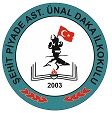 ŞEHİT PİYADE AST. ÜNAL DAKA İLKOKULU
2003